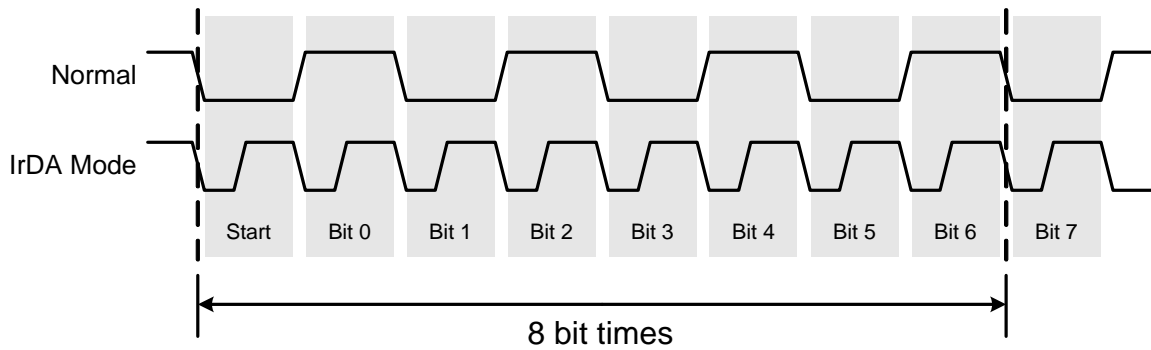 Normal
IrDA Mode
Start Bit 0 Bit 1 Bit 2 Bit 3 Bit 4 Bit 5 Bit 6 Bit 7
8 bit times